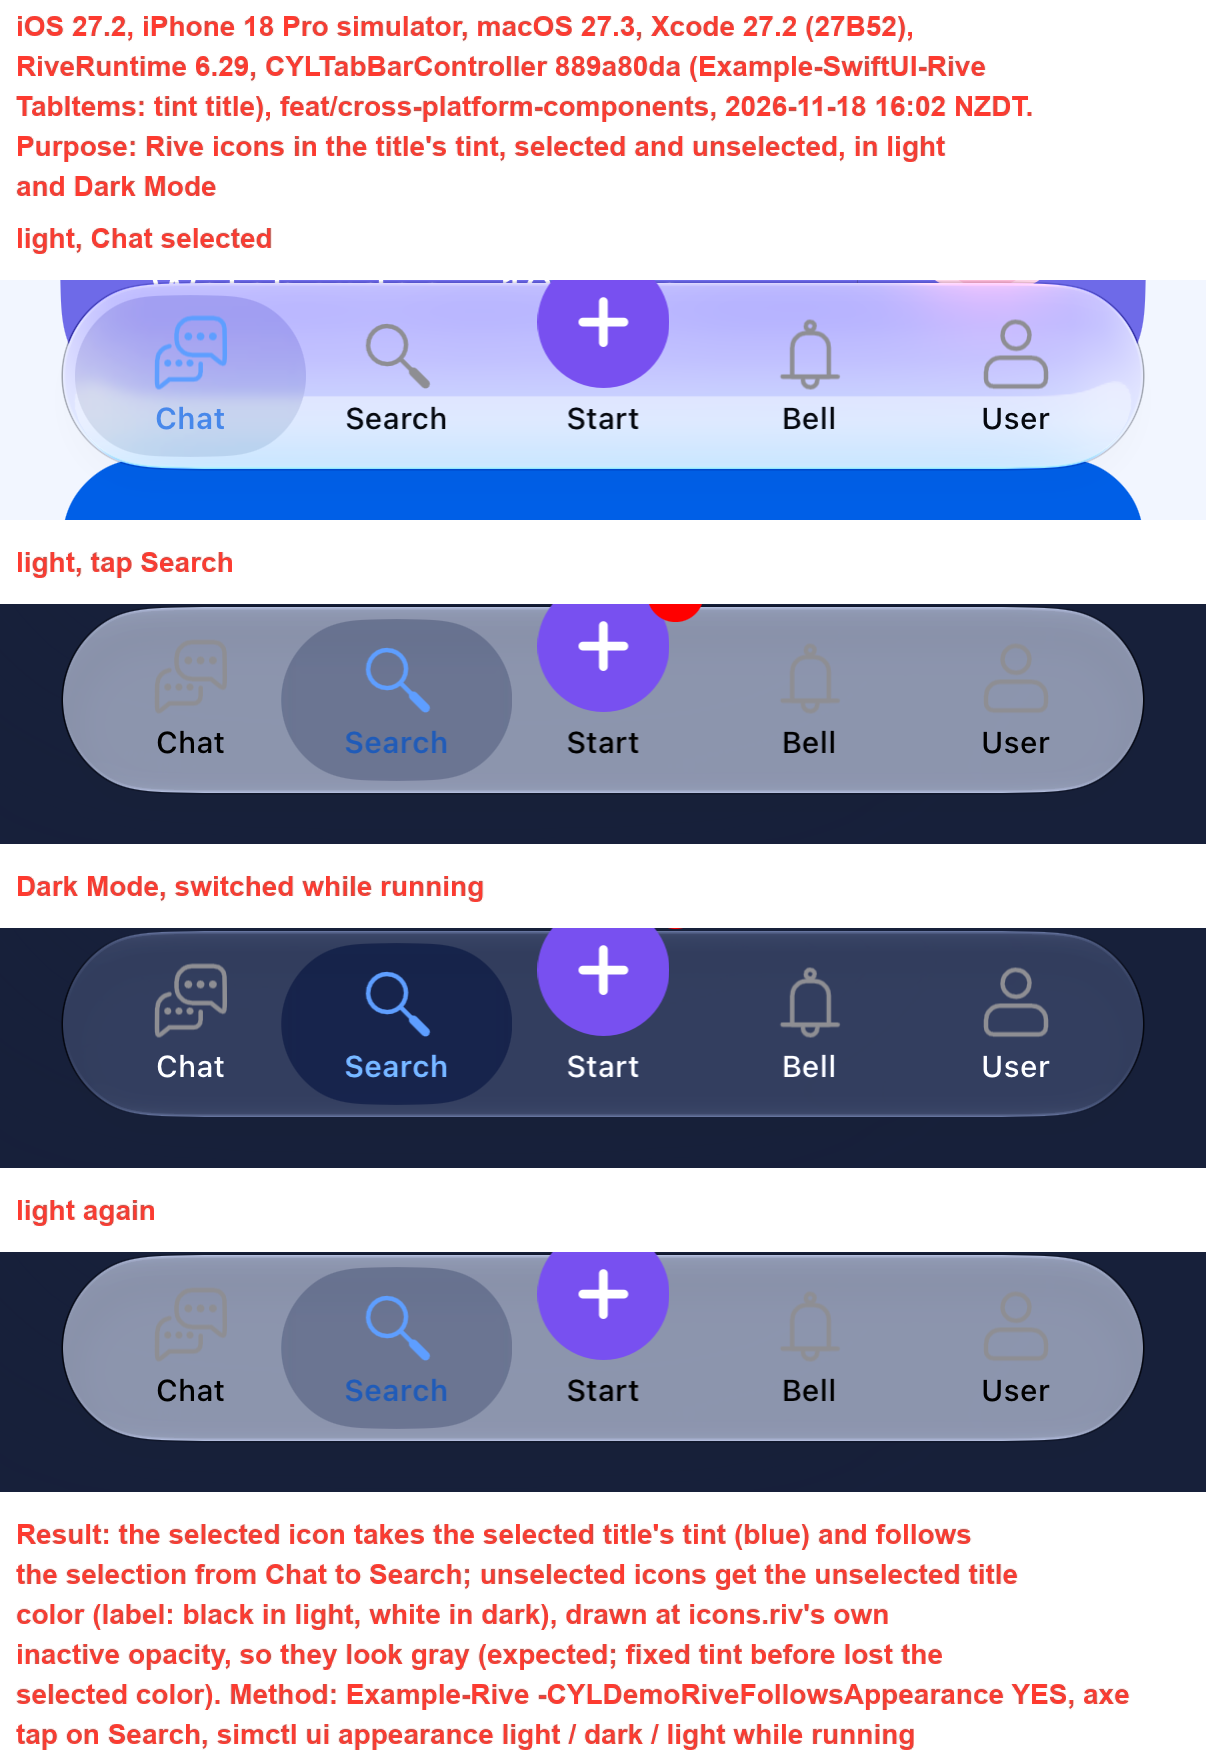 iOS 27.2, iPhone 18 Pro simulator, macOS 27.3, Xcode 27.2 (27B52),
RiveRuntime 6.29, CYLTabBarController 889a80da (Example-SwiftUI-Rive
TabItems: tint title), feat/cross-platform-components, 2026-11-18 16:02 NZDT.
Purpose: Rive icons in the title's tint, selected and unselected, in light
and Dark Mode
light, Chat selected
Chat Search Start Bell User
light, tap Search
Chat Search Start Bell User
Dark Mode, switched while running
Chat Search Start Bell User
light again
Chat Search Start Bell User
Result: the selected icon takes the selected title's tint (blue) and follows
the selection from Chat to Search; unselected icons get the unselected title
color (label: black in light, white in dark), drawn at icons.riv's own
inactive opacity, so they look gray (expected; fixed tint before lost the
selected color). Method: Example-Rive -CYLDemoRiveFollowsAppearance YES, axe
tap on Search, simctl ui appearance light / dark / light while running